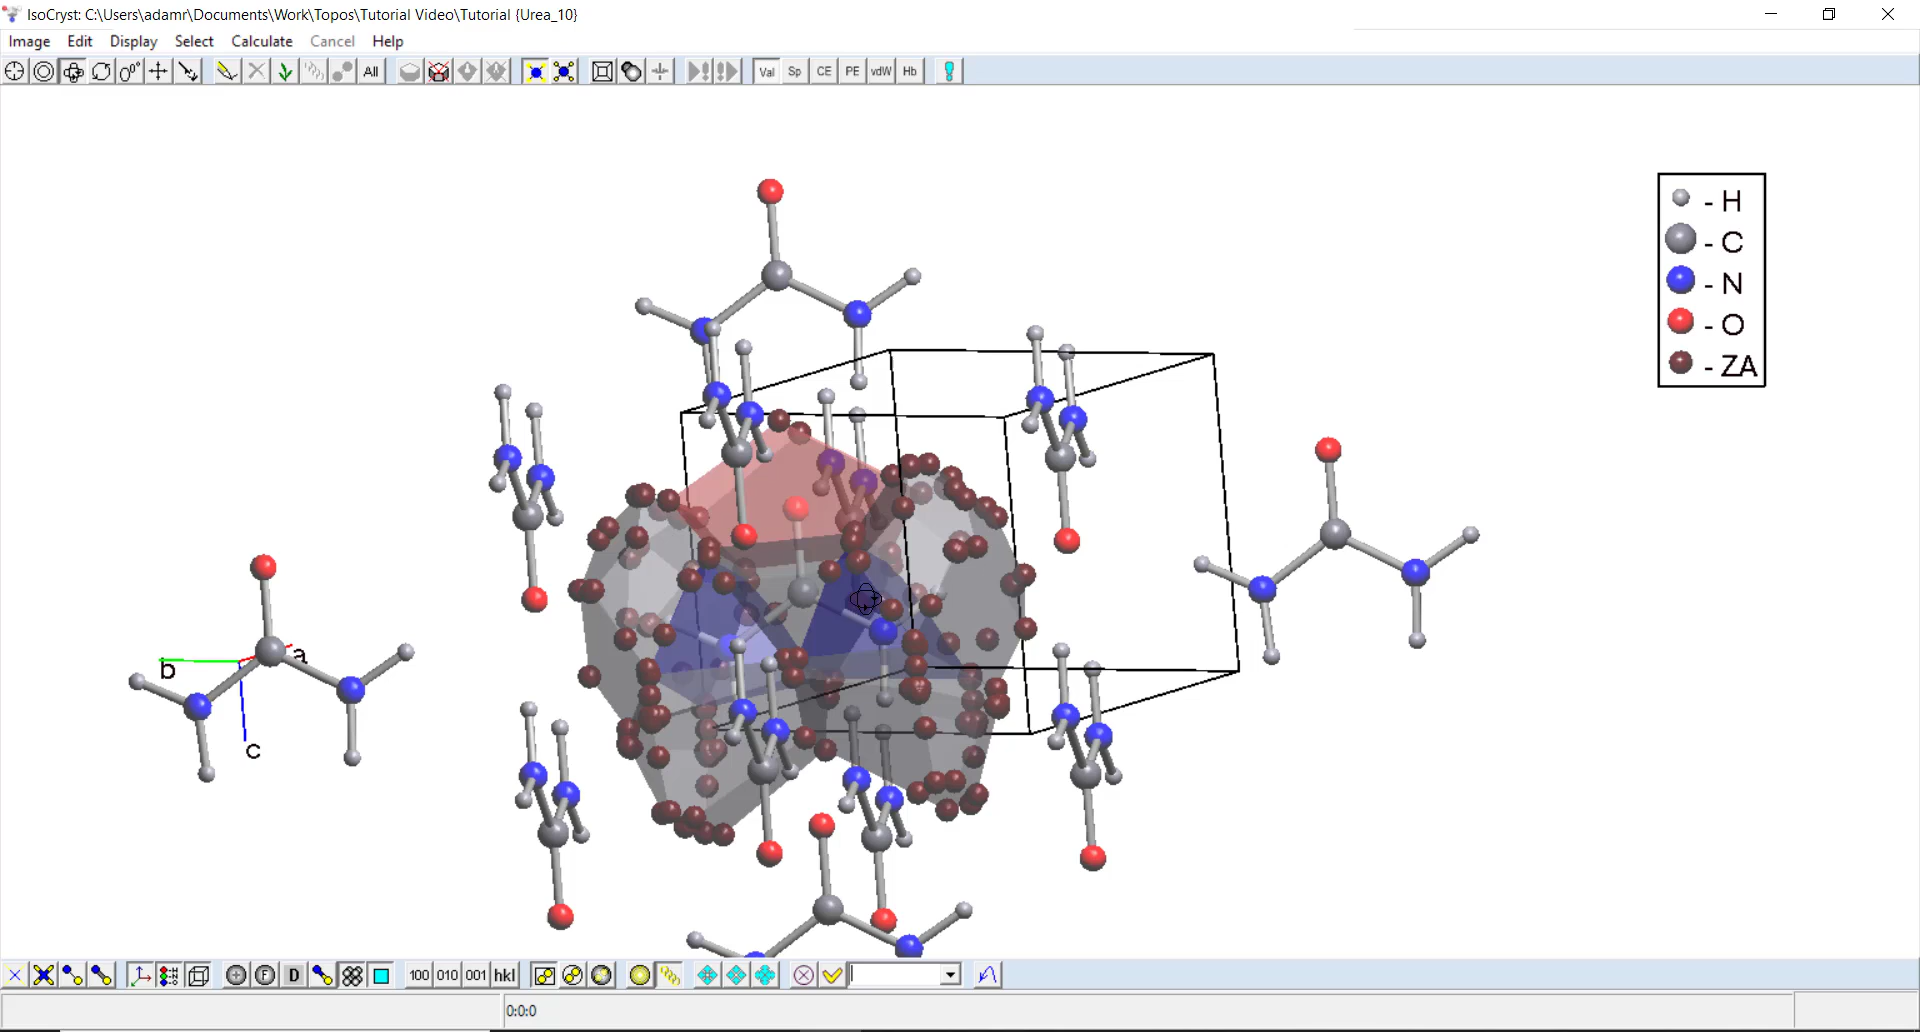 IsoCryst: C:\Users\adamr\Documents\Work\Topos\Tutorial Video\Tutorial {Urea_10}
Image Edit Display Select Calculate Cancel Help
All Val Sp CE PE vdW Hb
- H
- C
- N
- O
- ZA
a
b
c
F D 100 010 001 hkl
0:0:0